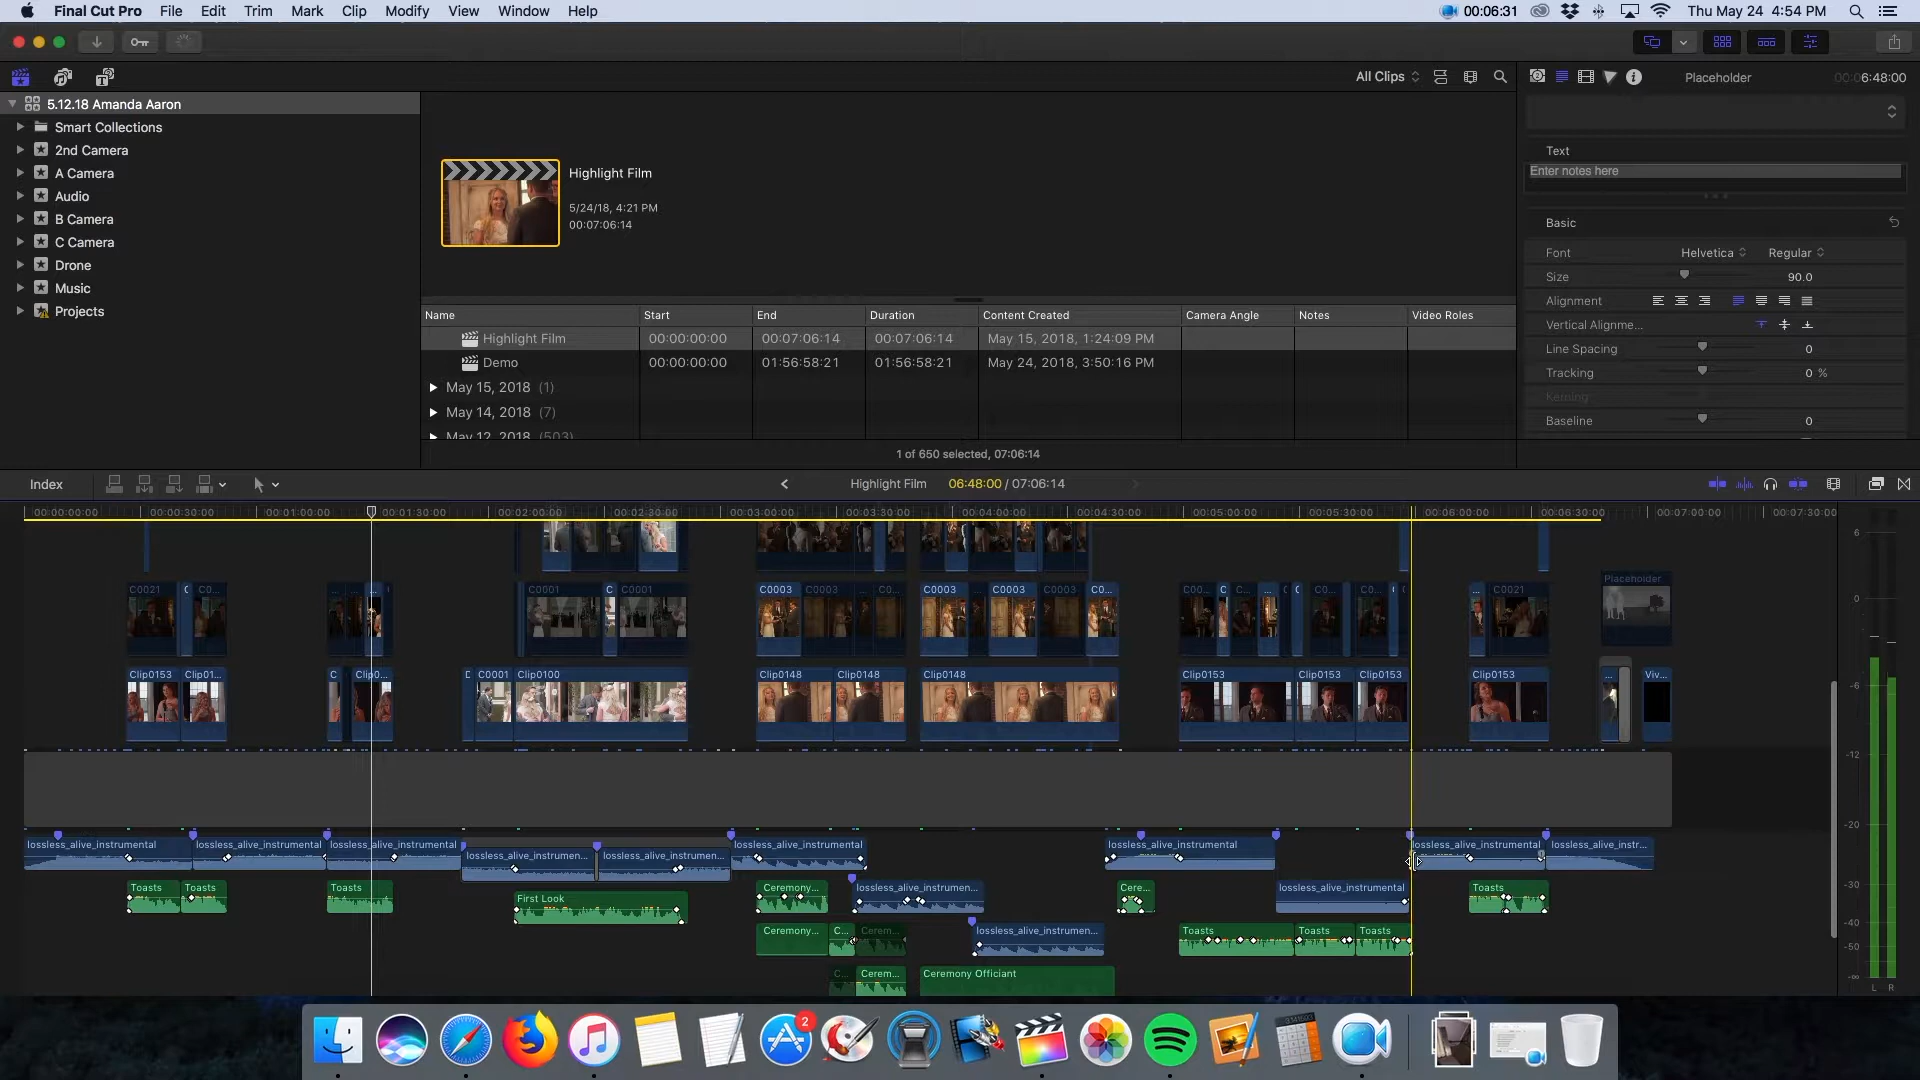 Final Cut Pro File Edit Trim Mark Clip Modify View Window Help 00:06:31 Thu May 24 4:54 PM
All Clips Placeholder 00:06:48:00
5.12.18 Amanda Aaron
Smart Collections
2nd Camera
A Camera
Audio
B Camera
C Camera
Drone
Music
Projects
Highlight Film
5/24/18, 4:21 PM
00:07:06:14
Name Start End Duration Content Created Camera Angle Notes Video Roles
Highlight Film 00:00:00:00 00:07:06:14 00:07:06:14 May 15, 2018, 1:24:09 PM
Demo 00:00:00:00 01:56:58:21 01:56:58:21 May 24, 2018, 3:50:16 PM
May 15, 2018 (1)
May 14, 2018 (7)
May 12, 2018 (503)
1 of 650 selected, 07:06:14
Text
Enter notes here
Basic
Font Helvetica Regular
Size 90.0
Alignment
Vertical Alignme...
Line Spacing 0
Tracking 0 %
Kerning
Baseline 0
Index Highlight Film 06:48:00 / 07:06:14
00:00:00:00 00:00:30:00 00:01:00:00 00:01:30:00 00:02:00:00 00:02:30:00 00:03:00:00 00:03:30:00 00:04:00:00 00:04:30:00 00:05:00:00 00:05:30:00 00:06:00:00 00:06:30:00 00:07:00:00 00:07:30:00
C0021 C C0... ... ... C0001 C C0001 C0003 C0003 ... C0... C0003 C0003 C0003 C0... C00... C C... ... C C C0... C0... ... C0021 Placeholder
Clip0153 Clip01... C Clip0... C0001 Clip0100 Clip0148 Clip0148 Clip0148 Clip0153 Clip0153 Clip0153 Clip0153 ... Viv...
lossless_alive_instrumental lossless_alive_instrumental lossless_alive_instrumental lossless_alive_instrumen... lossless_alive_instrumen... lossless_alive_instrumental lossless_alive_instrumental lossless_alive_instrumental lossless_alive_instr...
Toasts Toasts Toasts First Look Ceremony... lossless_alive_instrumen... Cere... lossless_alive_instrumental Toasts
Ceremony... C... Cerem... lossless_alive_instrumen... Toasts Toasts Toasts
C... Cerem... Ceremony Officiant
6
0
-6
-12
-20
-30
-40
-50
-∞
L R
2